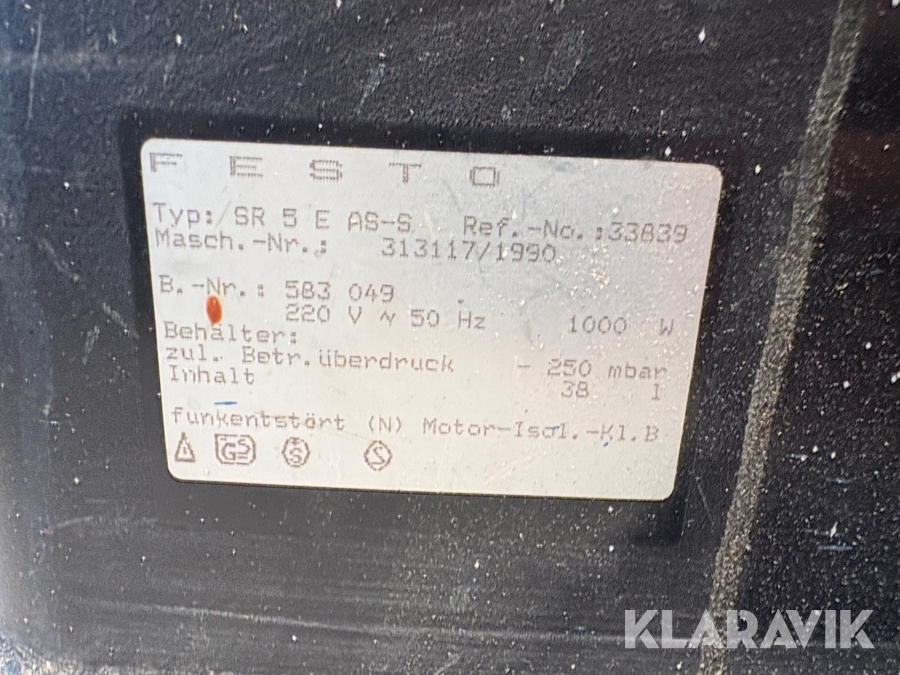 FESTO
Typ:/SR 5 E AS-S Ref.-No.:33839
Masch.-Nr.: 313117/1990
B.-Nr.: 583 049
220 V ~ 50 Hz 1000 W
Behälter:
zul. Betr.überdruck - 250 mbar
Inhalt 38 l
funkentstört (N) Motor-Isol.-Kl.B
GS S S
KLARAVIK